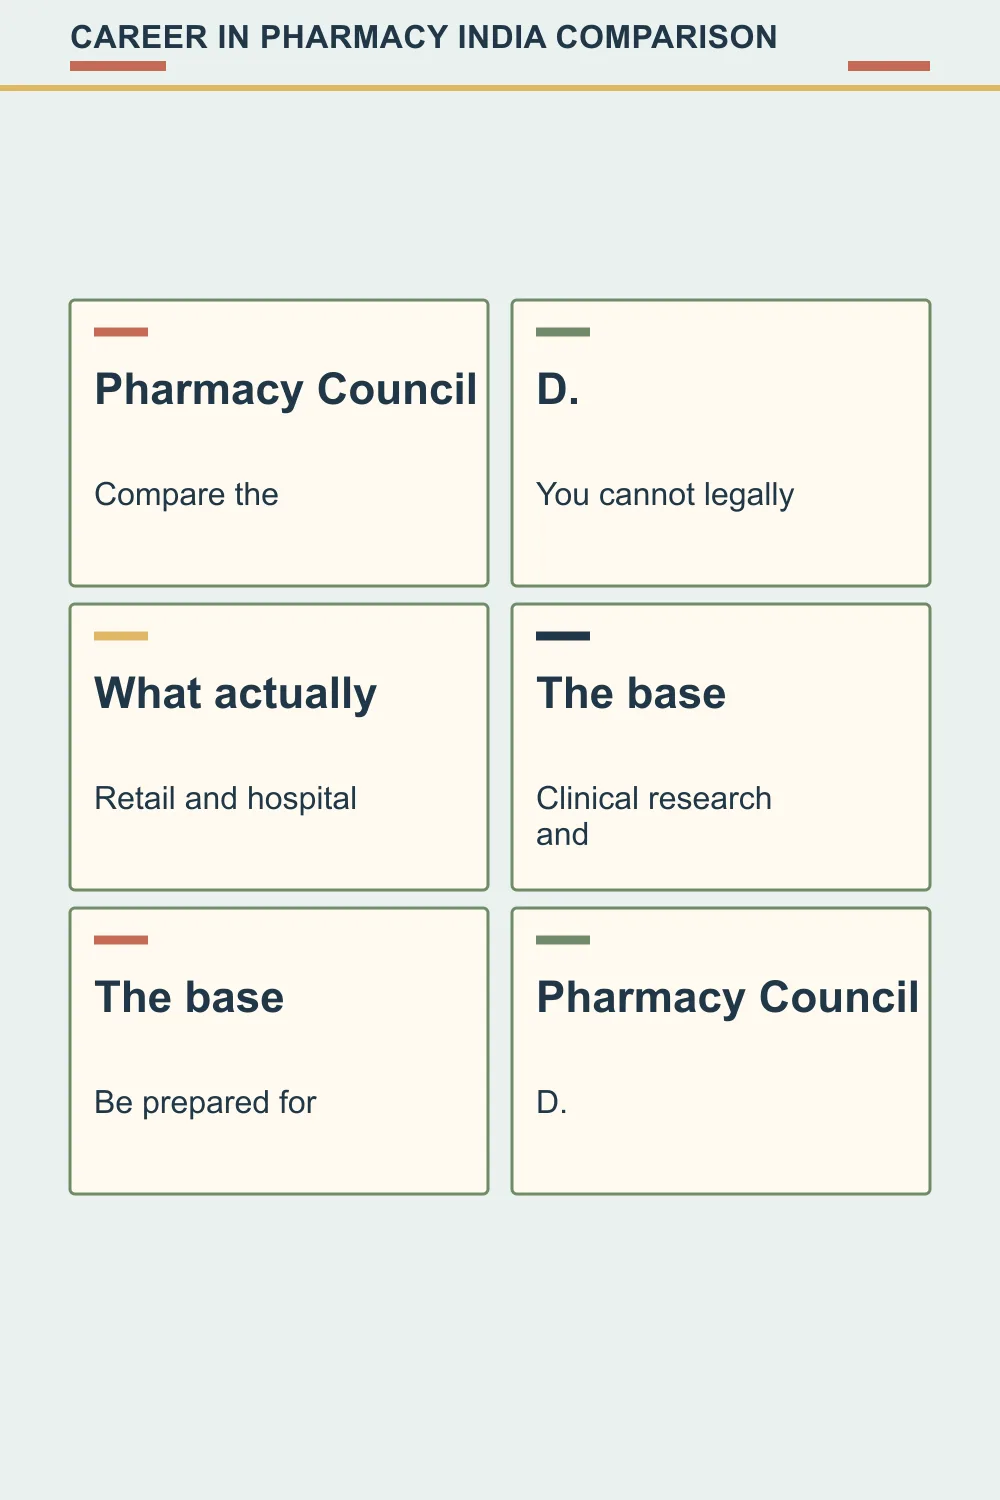 CAREER IN PHARMACY INDIA COMPARISON
Pharmacy Council
Compare the
D.
You cannot legally
What actually
Retail and hospital
The base
Clinical research
and
The base
Be prepared for
Pharmacy Council
D.